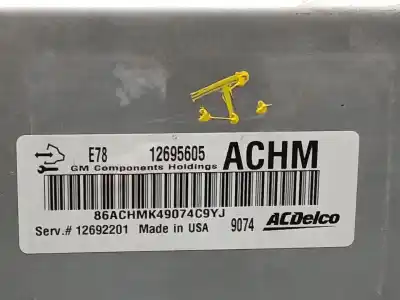 E78 12695605 ACHM
GM Components Holdings
86ACHMK49074C9YJ
Serv.# 12692201 Made in USA 9074 ACDelco